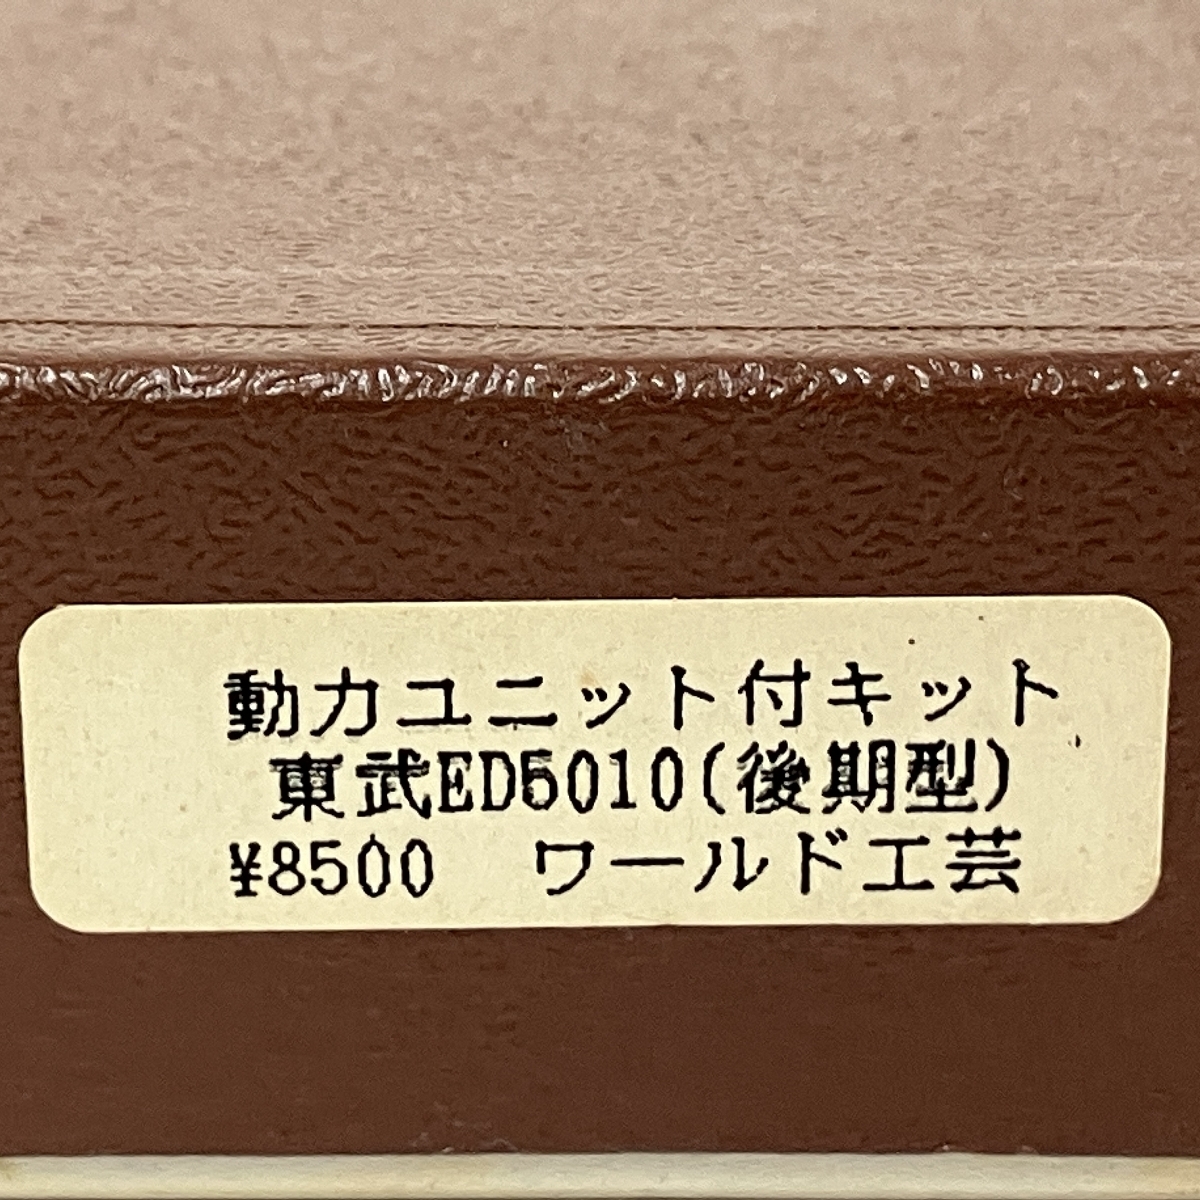 動力ユニット付キット
東武ED5010(後期型)
¥8500　ワールド工芸